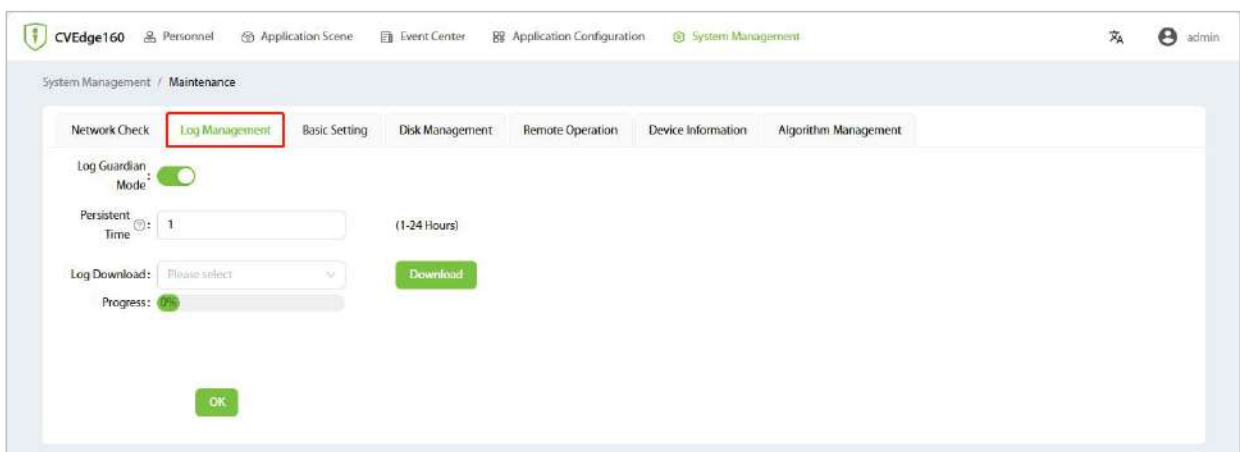 CVEdge160 Personnel Application Scene Event Center Application Configuration System Management admin
System Management / Maintenance
Network Check Log Management Basic Setting Disk Management Remote Operation Device Information Algorithm Management
Log Guardian
Mode :
Persistent
Time ? : 1 (1-24 Hours)
Log Download : Please select Download
Progress : 0%
OK